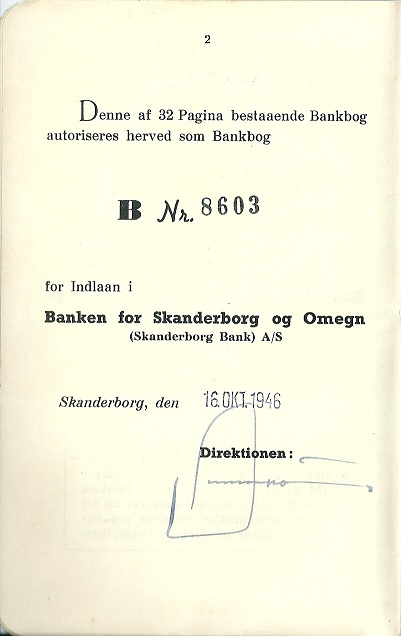 2
Denne af 32 Pagina bestaaende Bankbog
autoriseres herved som Bankbog
B Nr. 8603
for Indlaan i
Banken for Skanderborg og Omegn
(Skanderborg Bank) A/S
Skanderborg, den 16.OKT.1946
Direktionen: